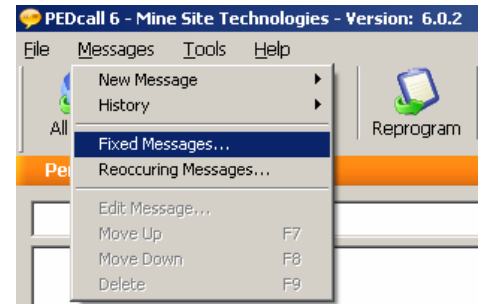 PEDcall 6 - Mine Site Technologies - Version: 6.0.2
File Messages Tools Help
New Message
History
All
Reprogram
Fixed Messages...
Pe
Reoccuring Messages...
Edit Message...
Move Up F7
Move Down F8
Delete F9